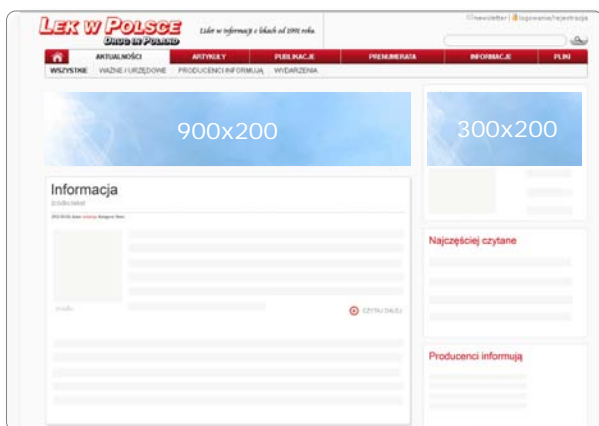 newsletter | logowanie/rejestracja
LEK W POLSCE
DRUG IN POLAND
Lider w informacji o lekach od 1991 roku
AKTUALNOŚCI ARTYKUŁY PUBLIKACJE PRENUMERATA INFORMACJE PLIKI
WSZYSTKIE WAŻNE / URZĘDOWE PRODUCENCI INFORMUJĄ WYDARZENIA
900x200
300x200
Informacja
Najczęściej czytane
CZYTAJ DALEJ
Producenci informują